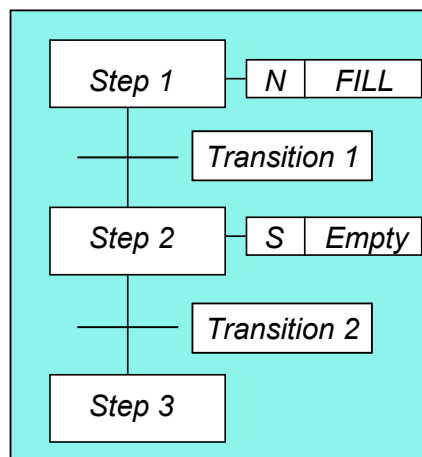 Step 1
N FILL
Transition 1
Step 2
S Empty
Transition 2
Step 3